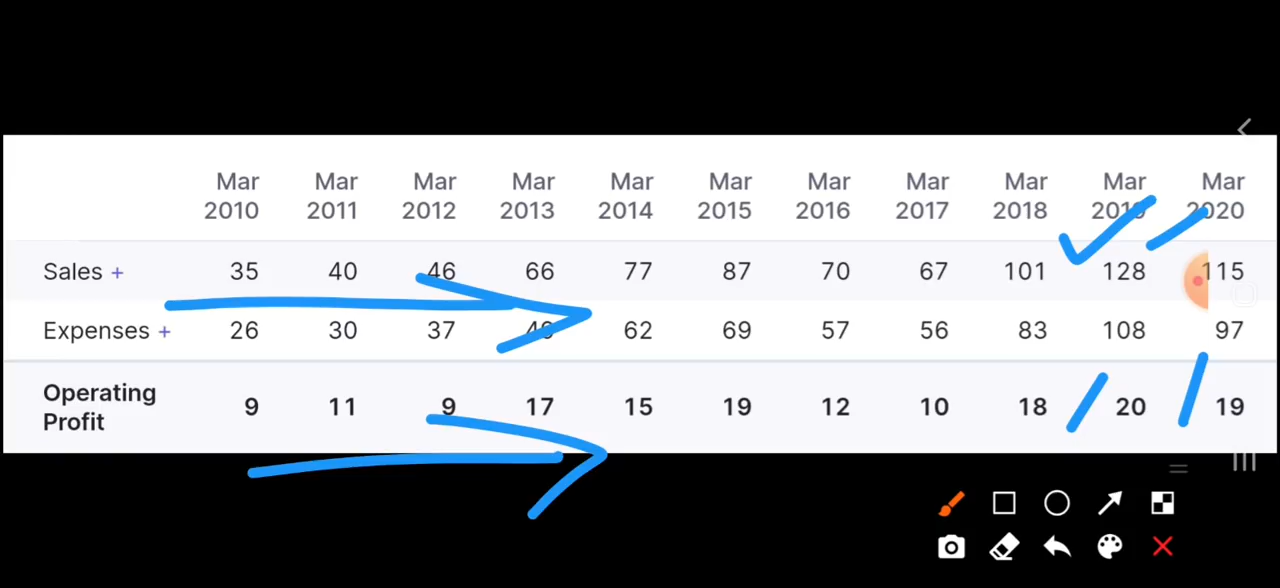 Mar Mar Mar Mar Mar Mar Mar Mar Mar Mar Mar
2010 2011 2012 2013 2014 2015 2016 2017 2018 2019 2020
Sales + 35 40 46 66 77 87 70 67 101 128 115
Expenses + 26 30 37 49 62 69 57 56 83 108 97
Operating
Profit 9 11 9 17 15 19 12 10 18 20 19